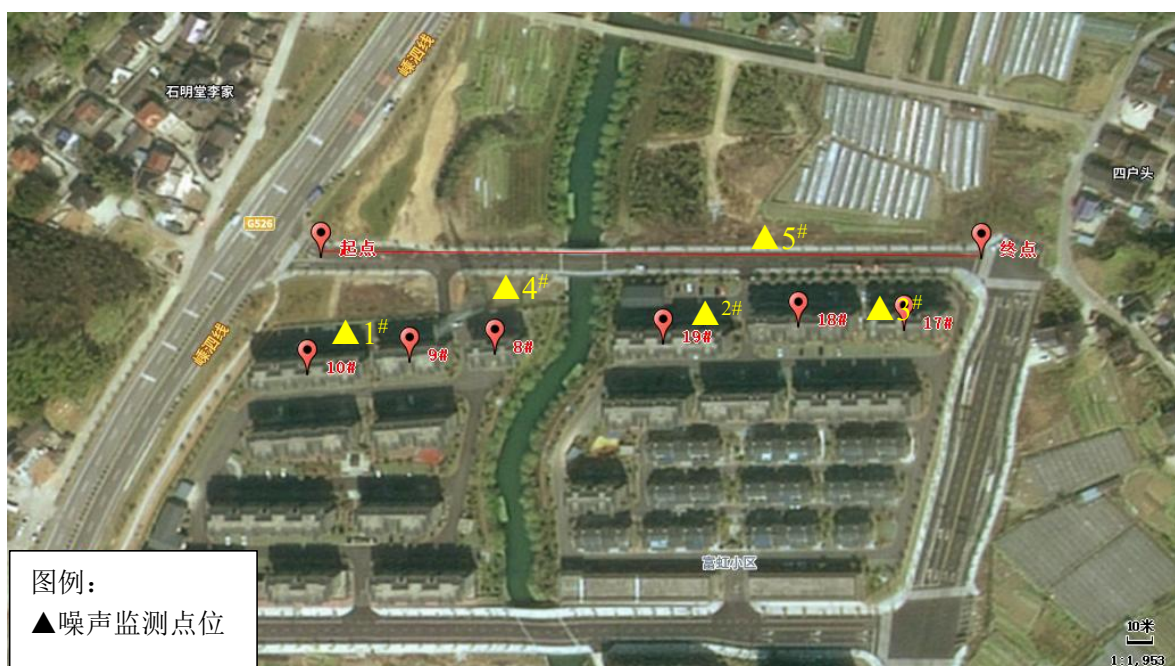 嵊泗线
石明堂李家
四户头
G526
起点
5#
终点
4#
1#
2#
3#
10#
9#
8#
19#
18#
17#
嵊泗线
富虹小区
图例：
▲噪声监测点位
10米
1:1,953